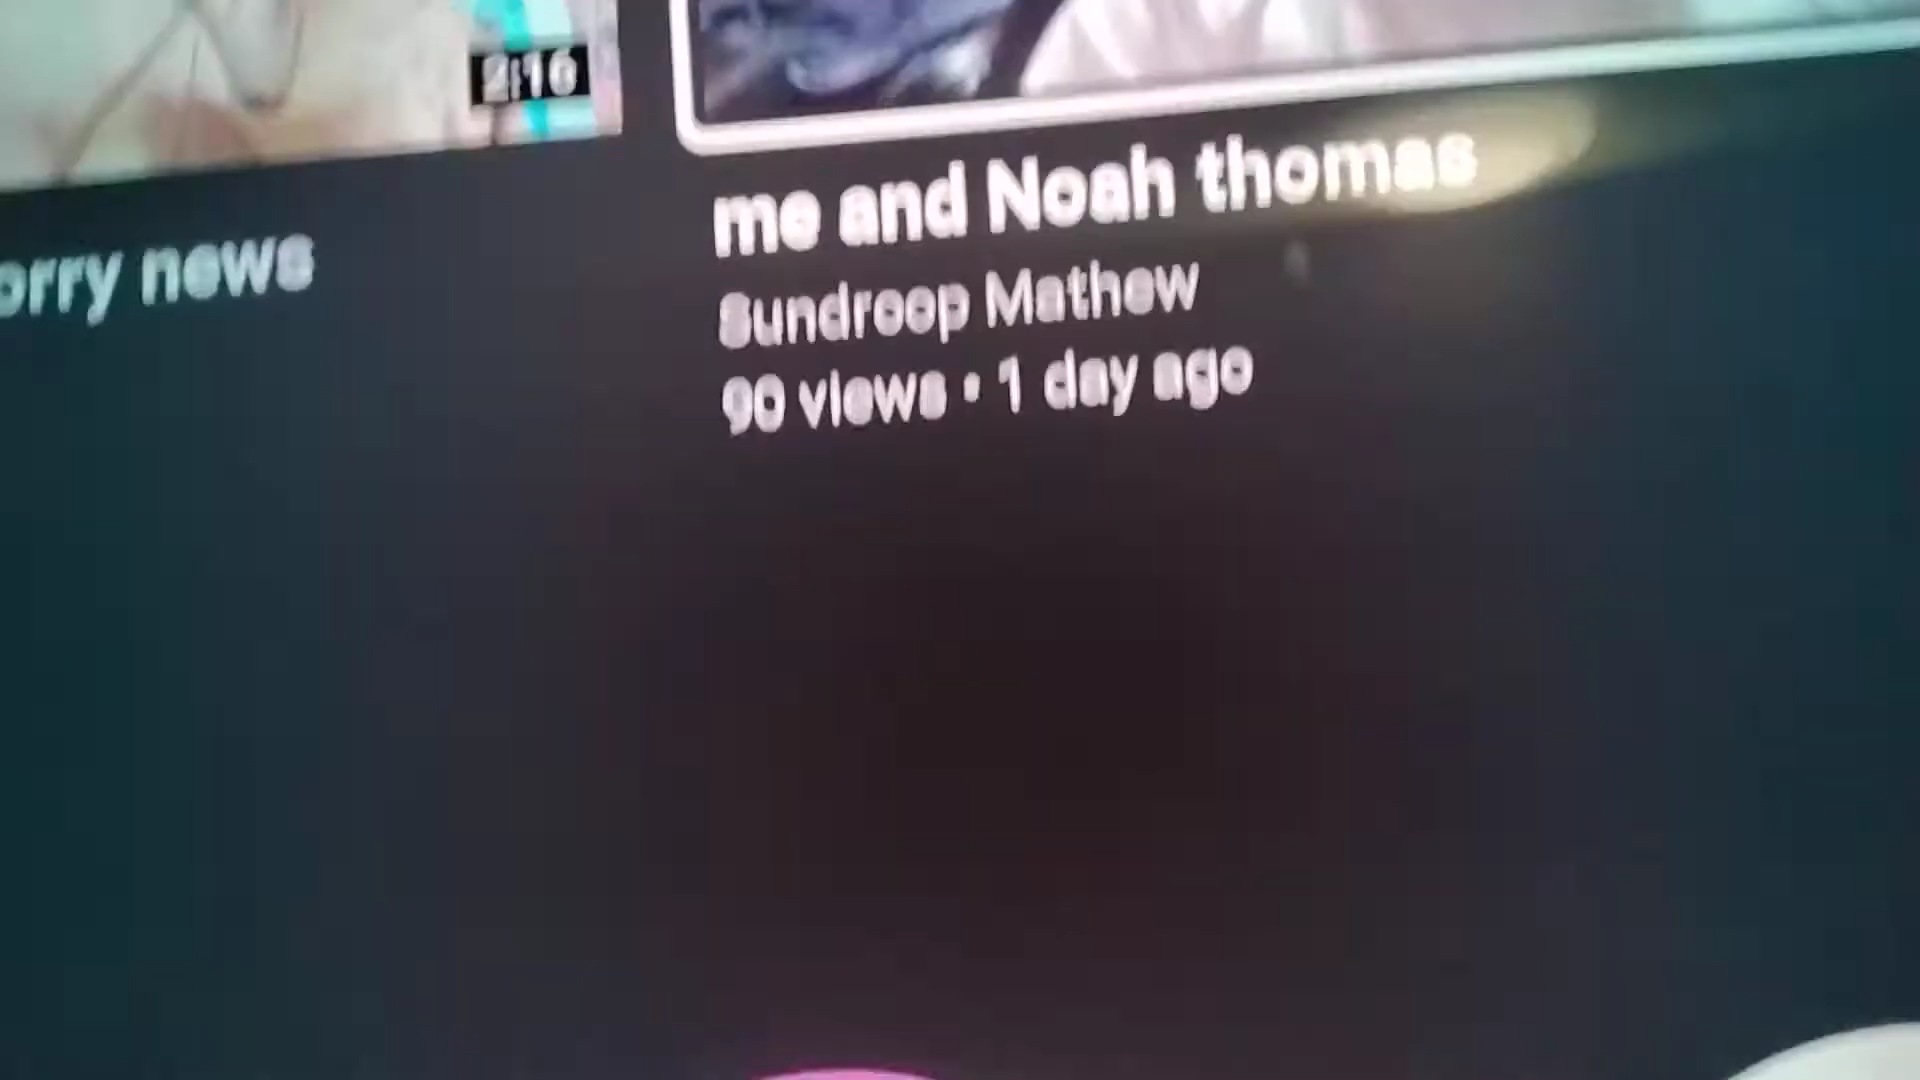 2:16
orry news
me and Noah thomas
Sundroop Mathew
90 views • 1 day ago